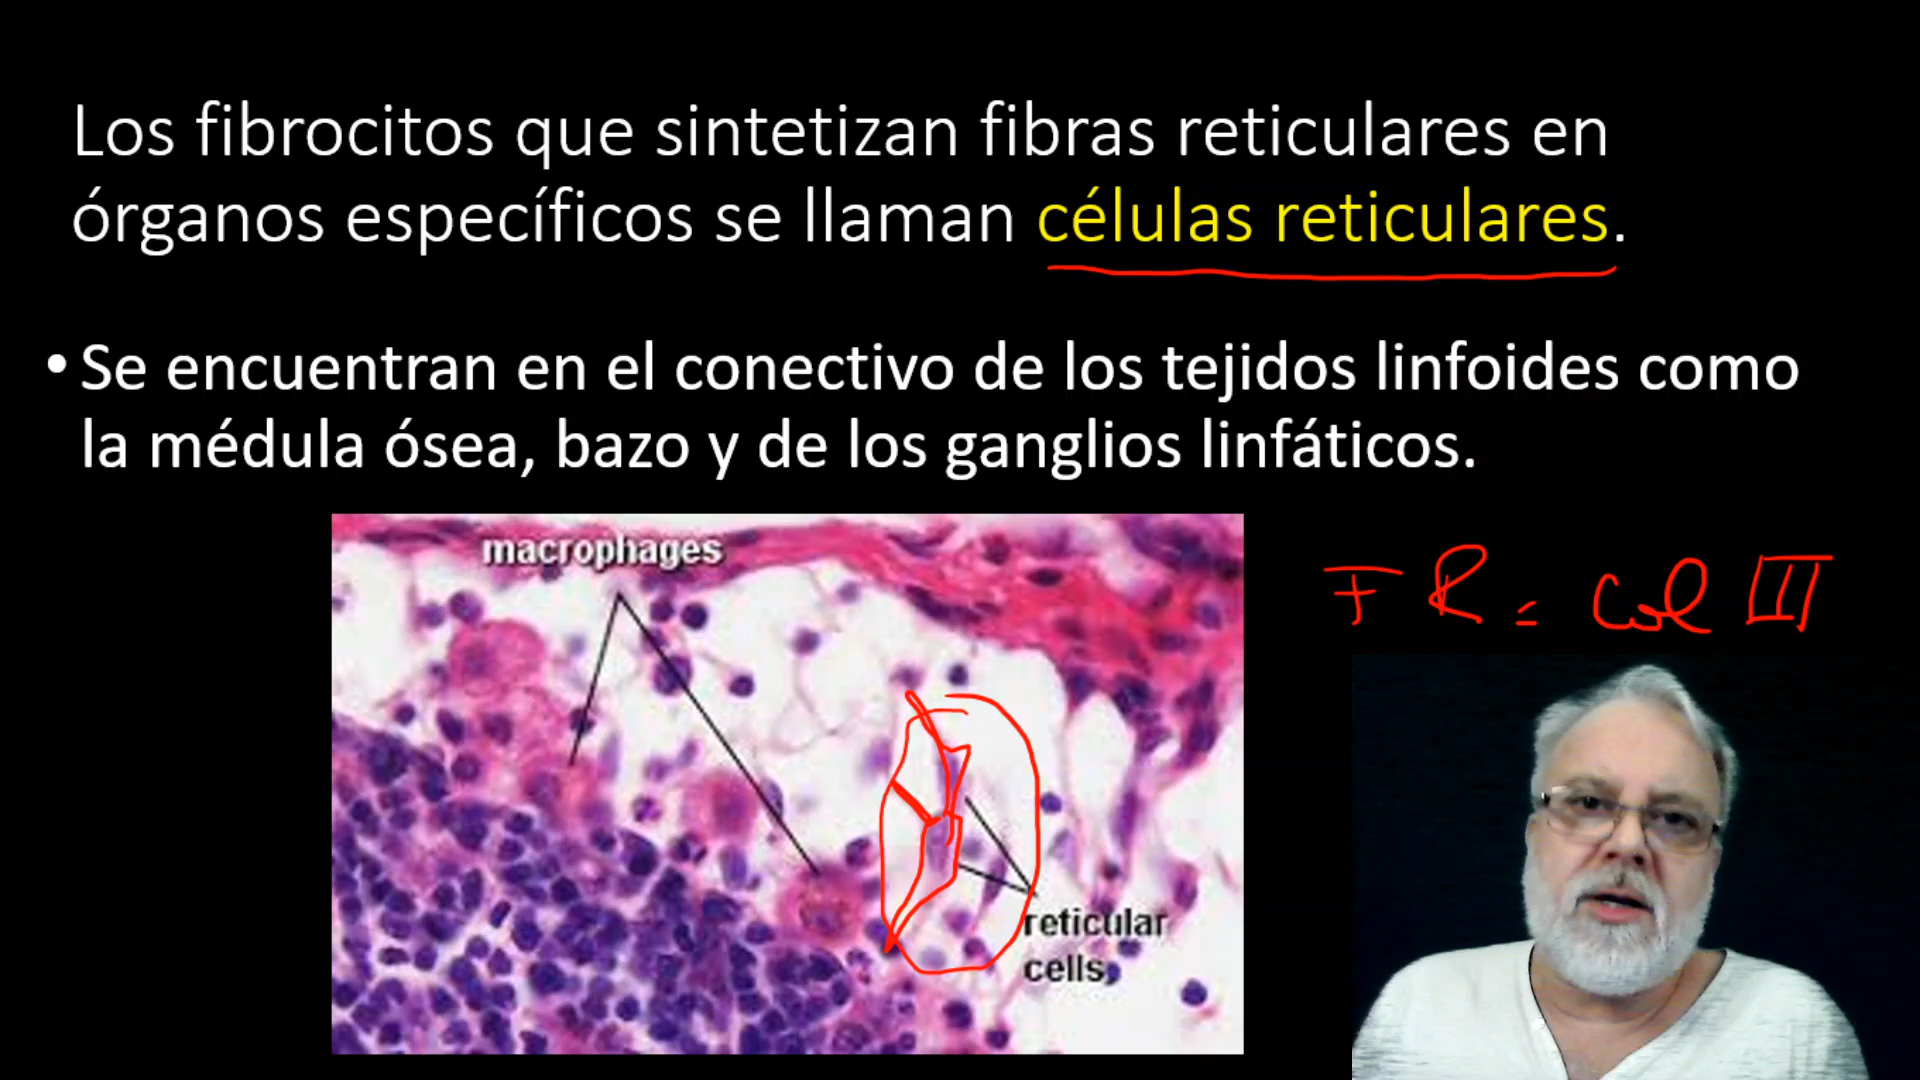 Los fibrocitos que sintetizan fibras reticulares en
órganos específicos se llaman células reticulares.
• Se encuentran en el conectivo de los tejidos linfoides como
la médula ósea, bazo y de los ganglios linfáticos.
macrophages
FR = Col III
reticular
cells